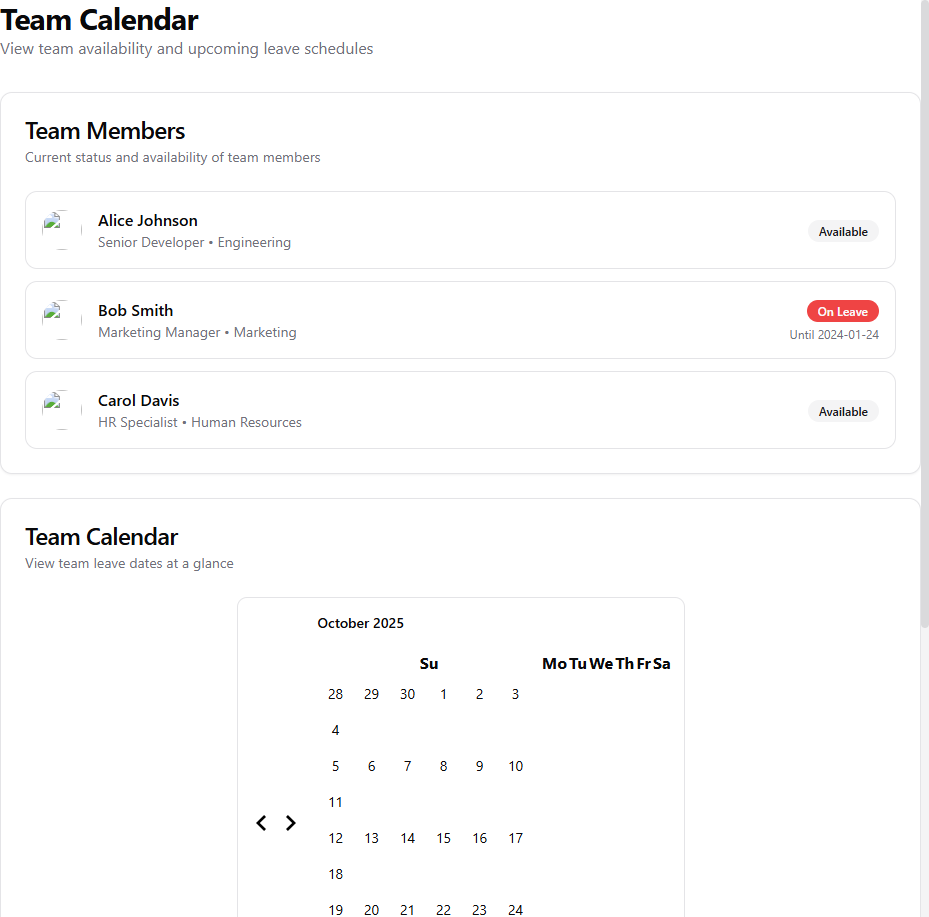 Team Calendar
View team availability and upcoming leave schedules
Team Members
Current status and availability of team members
Alice Johnson
Senior Developer • Engineering
Available
Bob Smith
Marketing Manager • Marketing
On Leave
Until 2024-01-24
Carol Davis
HR Specialist • Human Resources
Available
Team Calendar
View team leave dates at a glance
October 2025
Su Mo Tu We Th Fr Sa
28 29 30 1 2 3
4
5 6 7 8 9 10
11
12 13 14 15 16 17
18
19 20 21 22 23 24